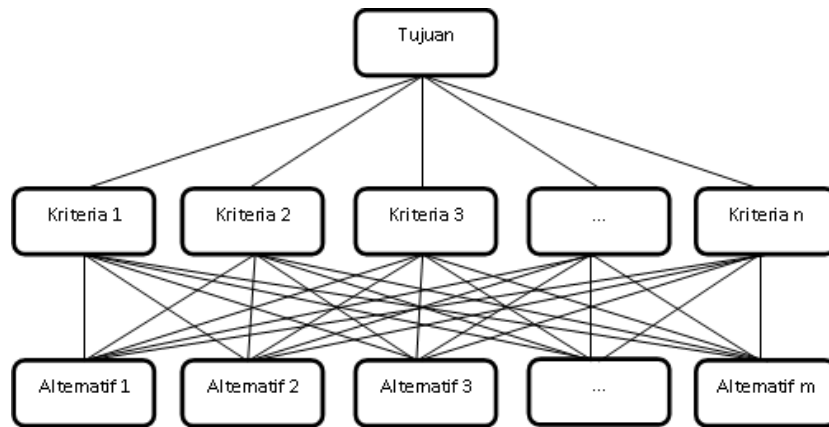 Tujuan
Kriteria 1
Kriteria 2
Kriteria 3
...
Kriteria n
Alternatif 1
Alternatif 2
Alternatif 3
...
Alternatif m